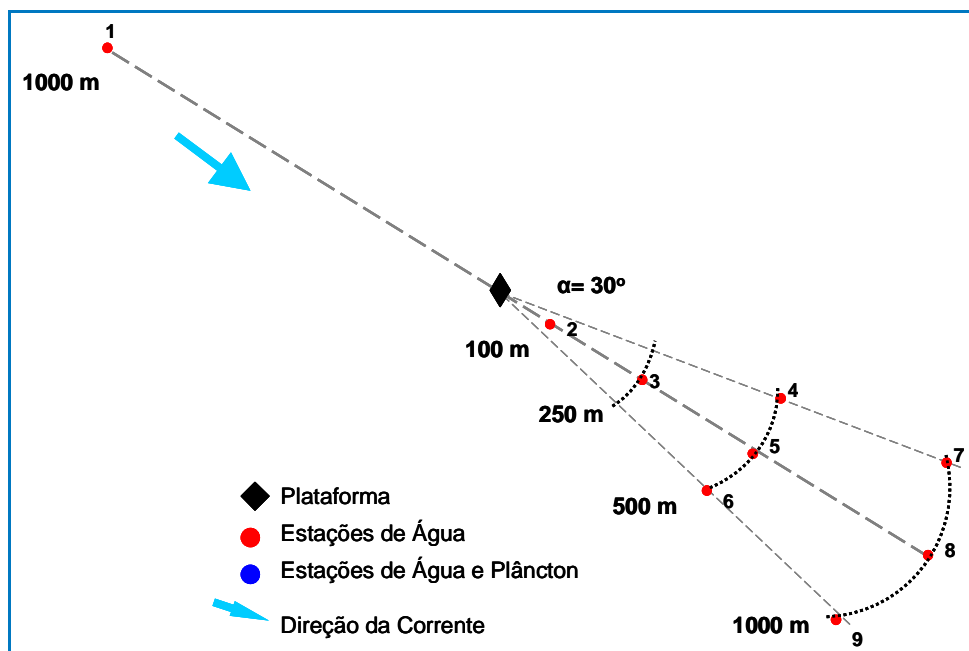 1
1000 m
α= 30º
2
100 m
3
250 m
4
5
6
500 m
7
8
9
1000 m
Plataforma
Estações de Água
Estações de Água e Plâncton
Direção da Corrente